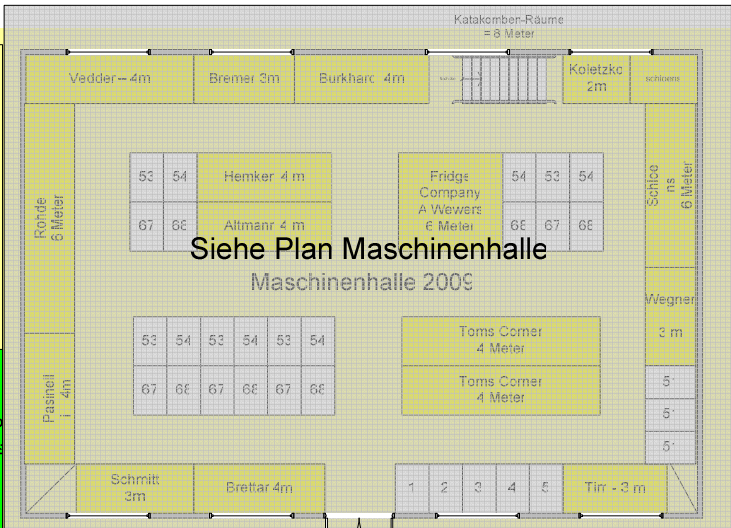 Katakomben-Räume
= 8 Meter
Vedder – 4m
Bremer 3m
Burkhard 4m
Koletzko
2m
schloens
Rohde
6 Meter
53 54
Hemker 4 m
67 68
Altmann 4 m
Fridge
Company
A Wewers
6 Meter
54 53 54
68 67 68
Schloe
ns
6 Meter
Siehe Plan Maschinenhalle
Maschinenhalle 2009
Wegner
3 m
53 54 53 54 53 54
67 68 67 68 67 68
Toms Corner
4 Meter
Toms Corner
4 Meter
Pasinell
i 4m
51
51
51
Schmitt
3m
Brettar 4m
1 2 3 4 5
Tirr - 3 m